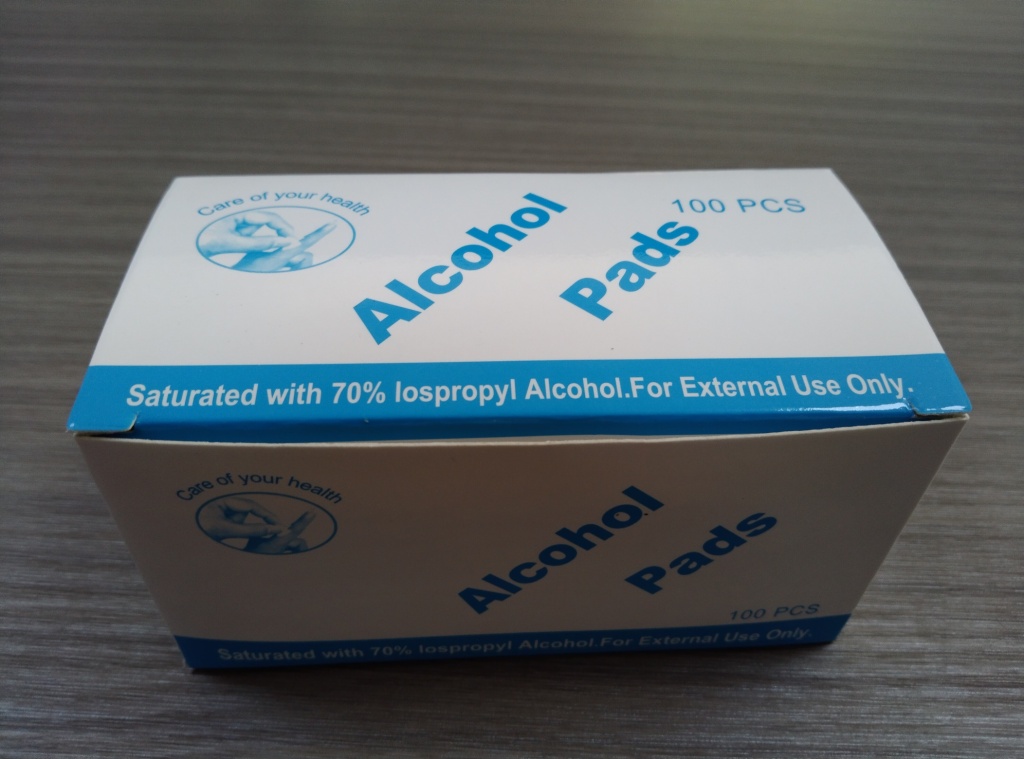 Care of your health
100 PCS
Alcohol
Pads
Saturated with 70% Iospropyl Alcohol.For External Use Only.
Care of your health
Alcohol
Pads
100 PCS
Saturated with 70% Iospropyl Alcohol.For External Use Only.